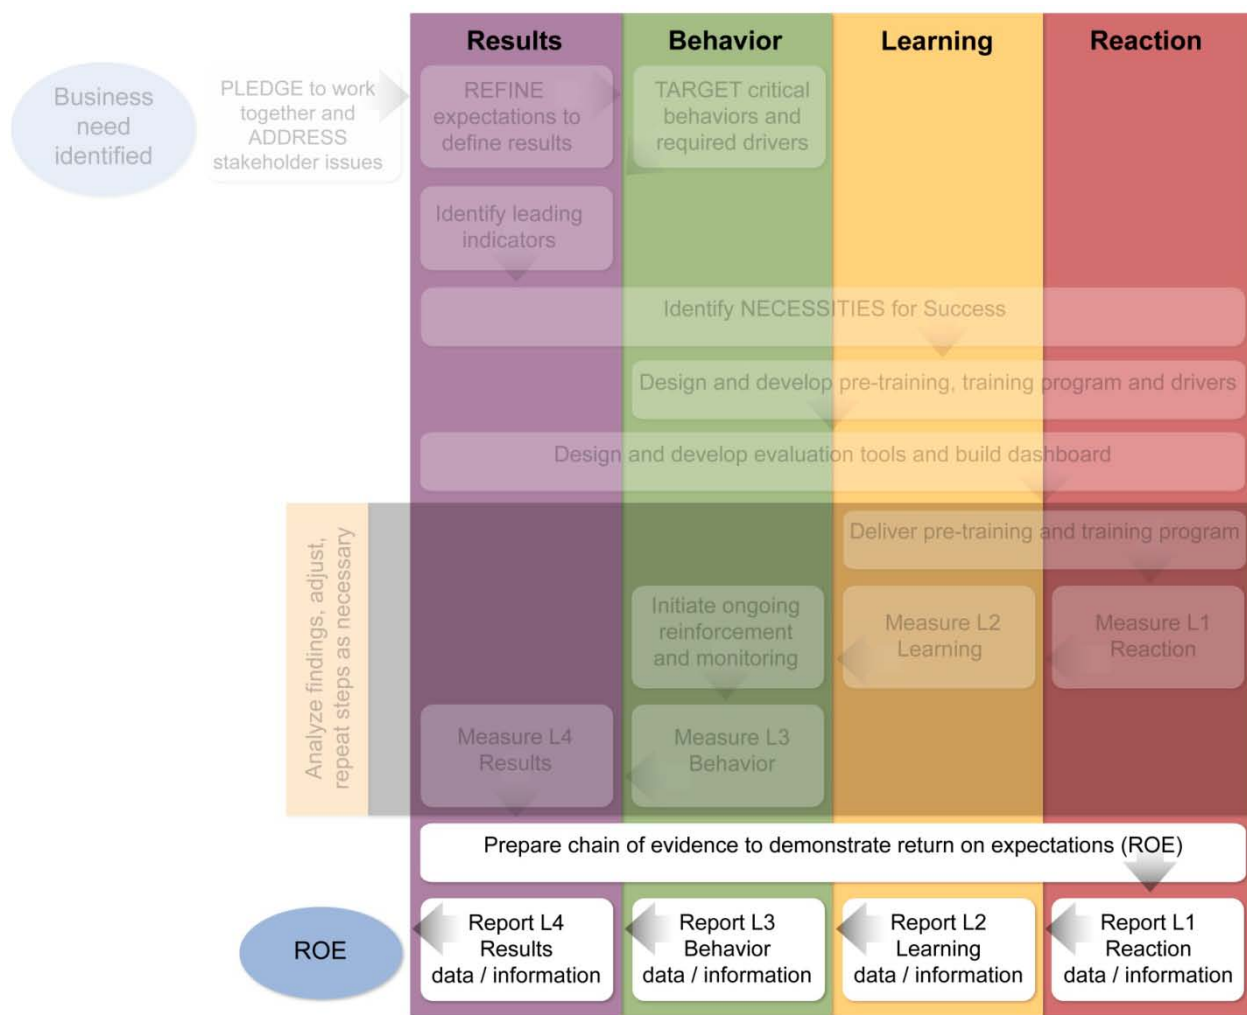 Results
Behavior
Learning
Reaction
Business
need
identified
PLEDGE to work
together and
ADDRESS
stakeholder issues
REFINE
expectations to
define results
TARGET critical
behaviors and
required drivers
Identify leading
indicators
Identify NECESSITIES for Success
Design and develop pre-training, training program and drivers
Design and develop evaluation tools and build dashboard
Analyze findings, adjust,
repeat steps as necessary
Deliver pre-training and training program
Initiate ongoing
reinforcement
and monitoring
Measure L2
Learning
Measure L1
Reaction
Measure L4
Results
Measure L3
Behavior
Prepare chain of evidence to demonstrate return on expectations (ROE)
ROE
Report L4
Results
data / information
Report L3
Behavior
data / information
Report L2
Learning
data / information
Report L1
Reaction
data / information